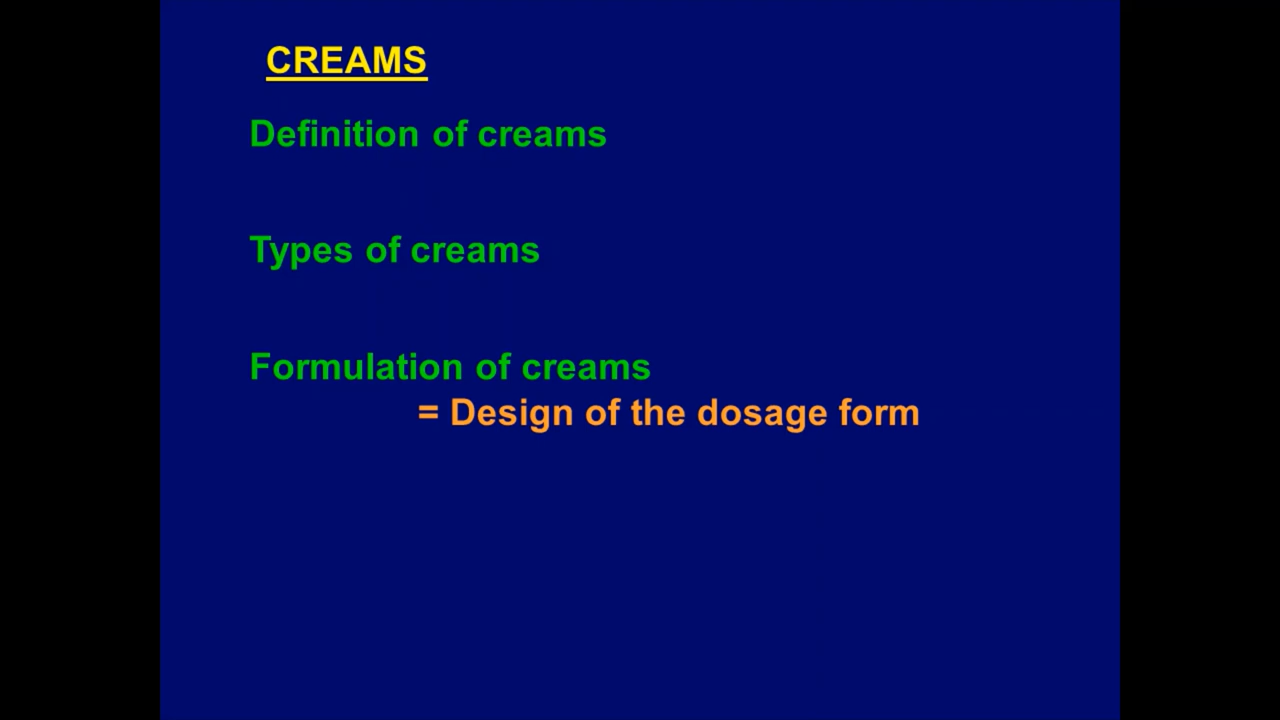 CREAMS
Definition of creams
Types of creams
Formulation of creams
= Design of the dosage form